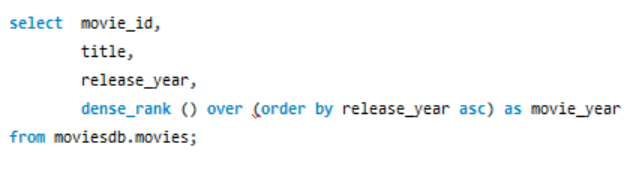 select movie_id,
title,
release_year,
dense_rank () over (order by release_year asc) as movie_year
from moviesdb.movies;